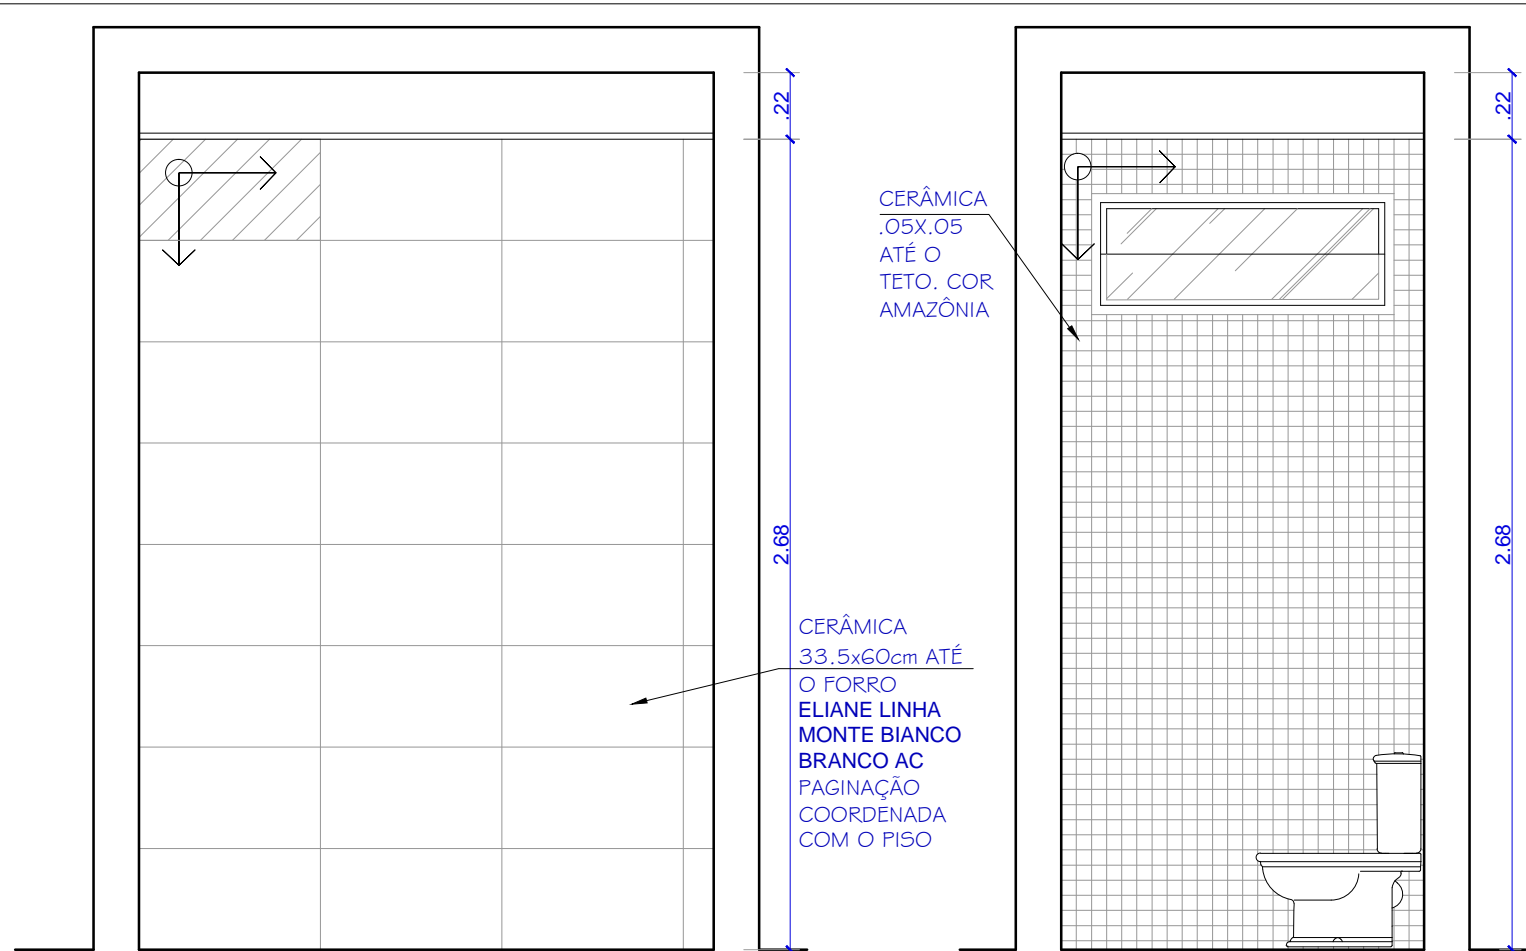 .22
2.68
CERÂMICA
33.5x60cm ATÉ
O FORRO
ELIANE LINHA
MONTE BIANCO
BRANCO AC
PAGINAÇÃO
COORDENADA
COM O PISO
CERÂMICA
.05X.05
ATÉ O
TETO. COR
AMAZÔNIA
.22
2.68